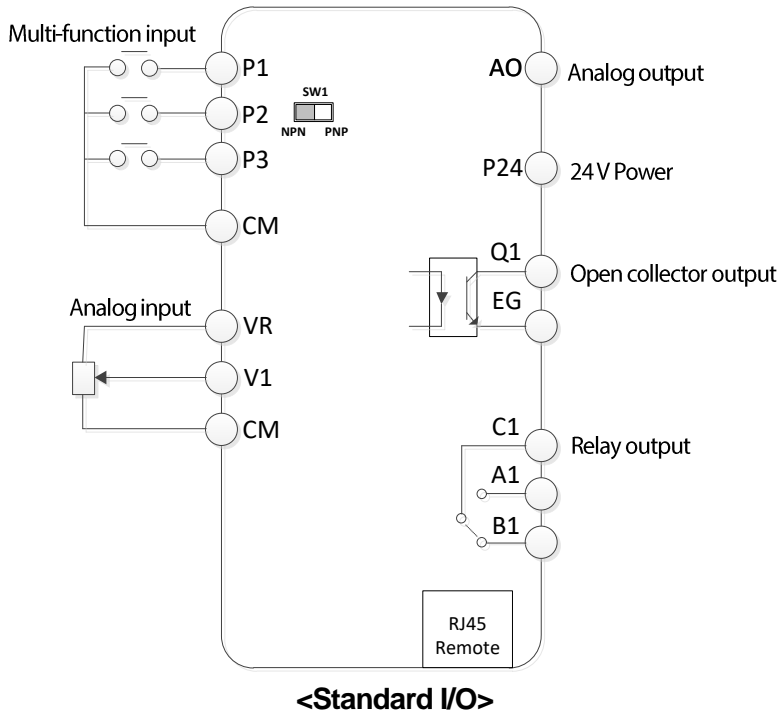 Multi-function input
P1
SW1
P2
NPN PNP
P3
CM
Analog input
VR
V1
CM
AO Analog output
P24 24 V Power
Q1
Open collector output
EG
C1
Relay output
A1
B1
RJ45
Remote
<Standard I/O>